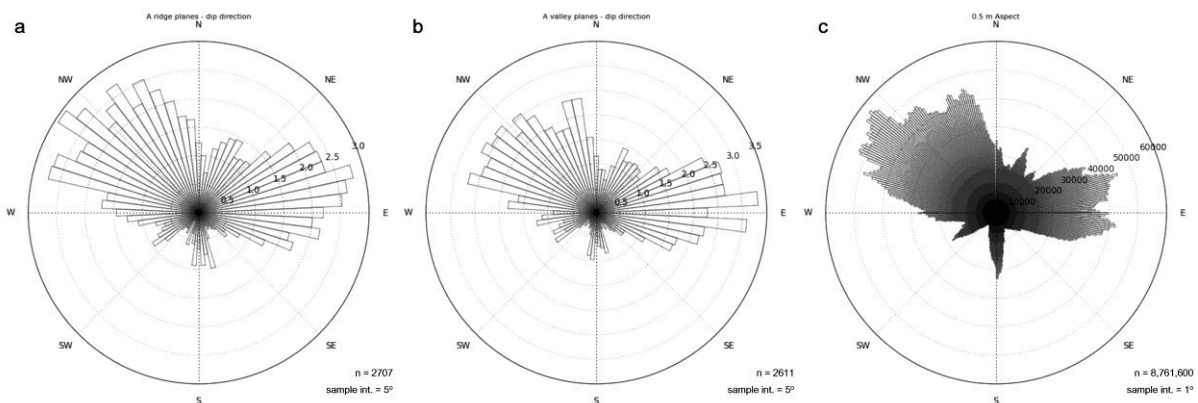 a
A ridge planes - dip direction
N
NW
NE
3.0
2.5
2.0
1.5
1.0
0.5
W
E
SW
SE
S
n = 2707
sample int. = 5º
b
A valley planes - dip direction
N
NW
NE
3.5
3.0
2.5
2.0
1.5
1.0
0.5
W
E
SW
SE
S
n = 2611
sample int. = 5º
c
0.5 m Aspect
N
NW
NE
60000
50000
40000
30000
20000
10000
W
E
SW
SE
S
n = 8,761,600
sample int. = 1º